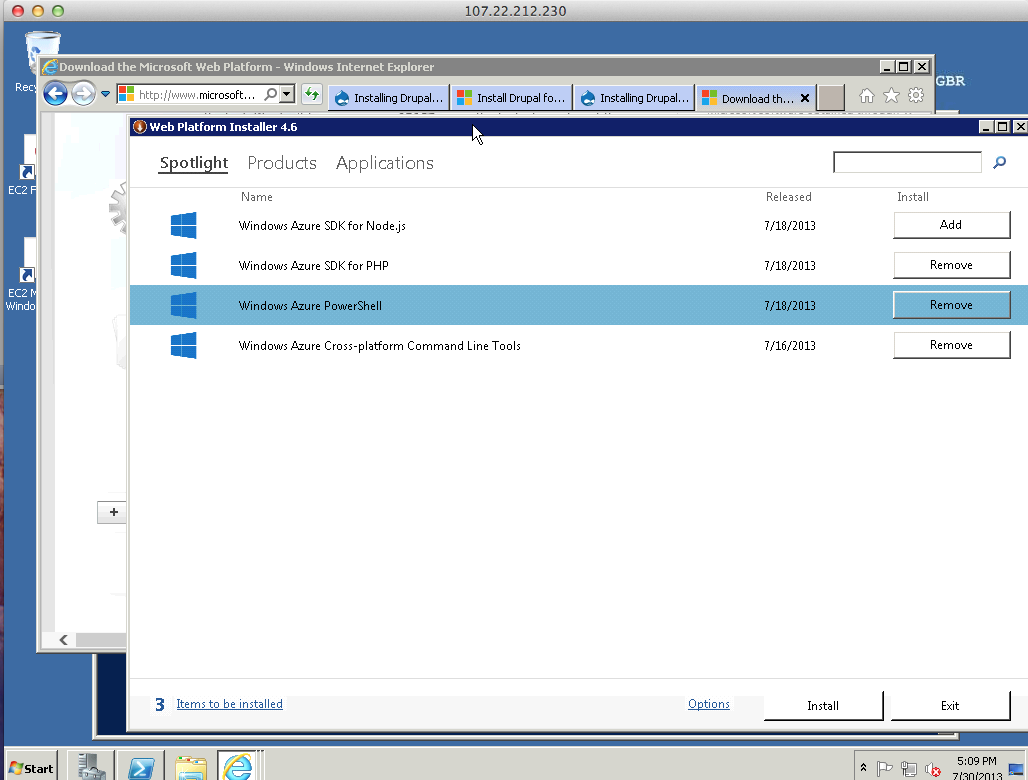 107.22.212.230
Download the Microsoft Web Platform - Windows Internet Explorer
GBR
http://www.microsoft...
Installing Drupal...
Install Drupal fo...
Installing Drupal...
Download th...
Web Platform Installer 4.6
Spotlight Products Applications
EC2 F
Name Released Install
Windows Azure SDK for Node.js 7/18/2013 Add
Windows Azure SDK for PHP 7/18/2013 Remove
EC2 M
Windo
Windows Azure PowerShell 7/18/2013 Remove
Windows Azure Cross-platform Command Line Tools 7/16/2013 Remove
3 Items to be installed Options Install Exit
Start
5:09 PM
7/30/2013